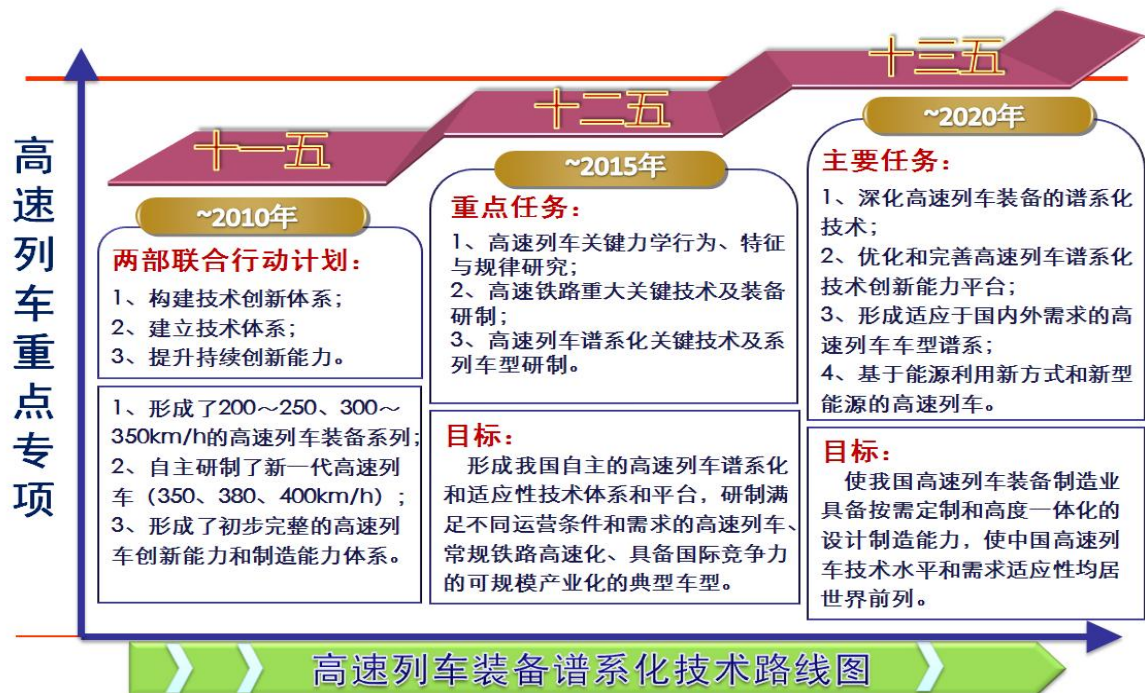 高速列车重点专项
十一五
~2010年
两部联合行动计划：
1、构建技术创新体系；
2、建立技术体系；
3、提升持续创新能力。
1、形成了200～250、300～
350km/h的高速列车装备系列；
2、自主研制了新一代高速列
车（350、380、400km/h）；
3、形成了初步完整的高速列
车创新能力和制造能力体系。
十二五
~2015年
重点任务：
1、高速列车关键力学行为、特征
与规律研究；
2、高速铁路重大关键技术及装备
研制；
3、高速列车谱系化关键技术及系
列车型研制。
目标：
形成我国自主的高速列车谱系化
和适应性技术体系和平台，研制满
足不同运营条件和需求的高速列车、
常规铁路高速化、具备国际竞争力
的可规模产业化的典型车型。
十三五
~2020年
主要任务：
1、深化高速列车装备的谱系化
技术；
2、优化和完善高速列车谱系化
技术创新能力平台；
3、形成适应于国内外需求的高
速列车车型谱系；
4、基于能源利用新方式和新型
能源的高速列车。
目标：
使我国高速列车装备制造业
具备按需定制和高度一体化的
设计制造能力，使中国高速列
车技术水平和需求适应性均居
世界前列。
高速列车装备谱系化技术路线图